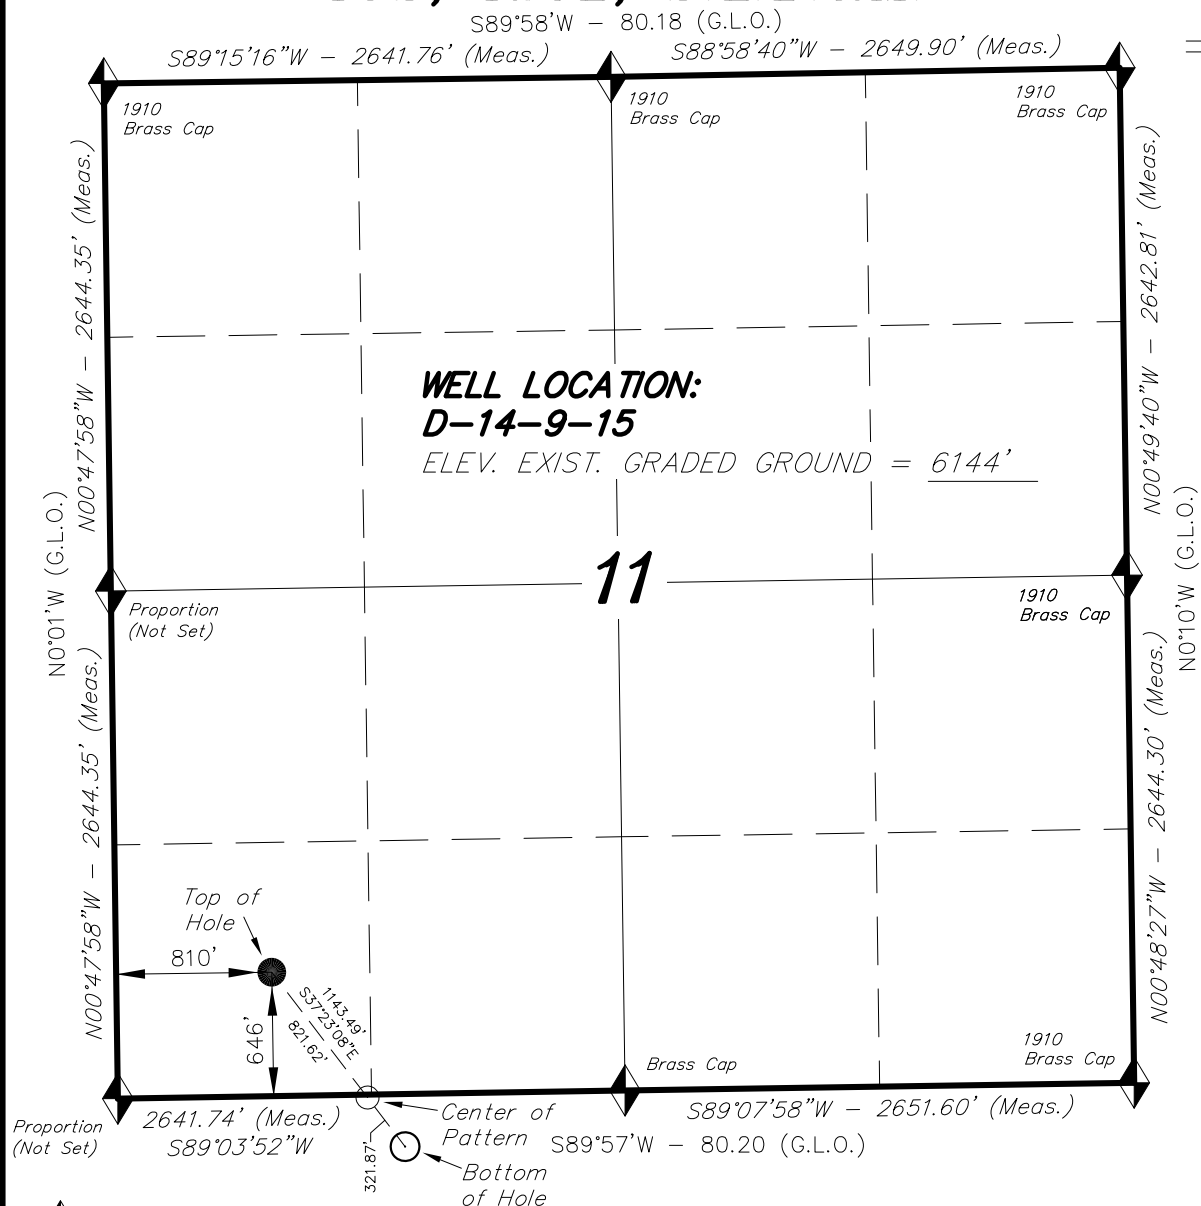 S89°58'W - 80.18 (G.L.O.)
S89°15'16"W - 2641.76' (Meas.)
S88°58'40"W - 2649.90' (Meas.)
1910
Brass Cap
1910
Brass Cap
1910
Brass Cap
N00°47'58"W - 2644.35' (Meas.)
N00°49'40"W - 2642.81' (Meas.)
WELL LOCATION:
D-14-9-15
ELEV. EXIST. GRADED GROUND = 6144'
N0°01'W (G.L.O.)
N0°10'W (G.L.O.)
11
Proportion
(Not Set)
1910
Brass Cap
N00°47'58"W - 2644.35' (Meas.)
N00°48'27"W - 2644.30' (Meas.)
Top of
Hole
810'
646'
1143.49'
S37°23'08"E
821.62'
Brass Cap
1910
Brass Cap
Proportion
(Not Set)
2641.74' (Meas.)
S89°03'52"W
Center of
Pattern
S89°07'58"W - 2651.60' (Meas.)
S89°57'W - 80.20 (G.L.O.)
321.87'
Bottom
of Hole